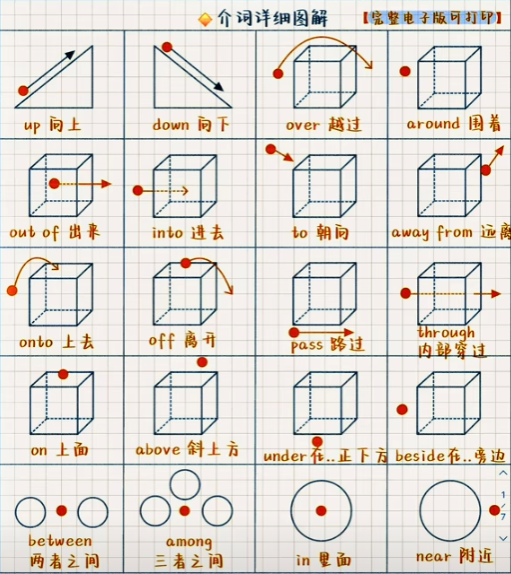 介词详细图解
【完整电子版可打印】
up 向上
down 向下
over 越过
around 围着
out of 出来
into 进去
to 朝向
away from 远离
onto 上去
off 离开
pass 路过
through
内部穿过
on 上面
above 斜上方
under在..正下方
beside在..旁边
between
两者之间
among
三者之间
in 里面
near 附近
1
/
7